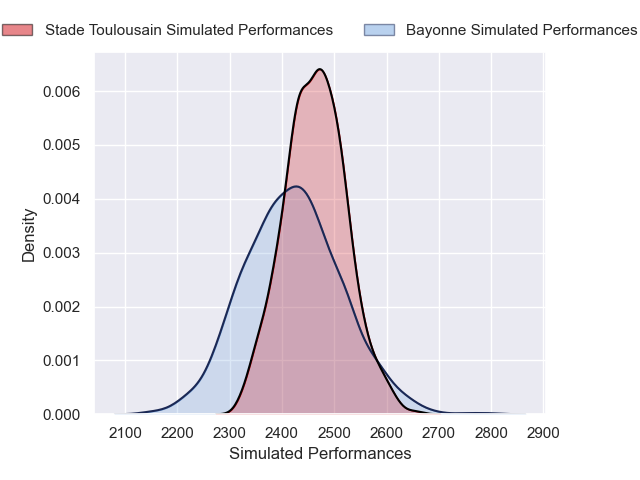 Stade Toulousain Simulated Performances Bayonne Simulated Performances
0.006
0.005
0.004
0.003
0.002
0.001
0.000
Density
2100 2200 2300 2400 2500 2600 2700 2800 2900
Simulated Performances